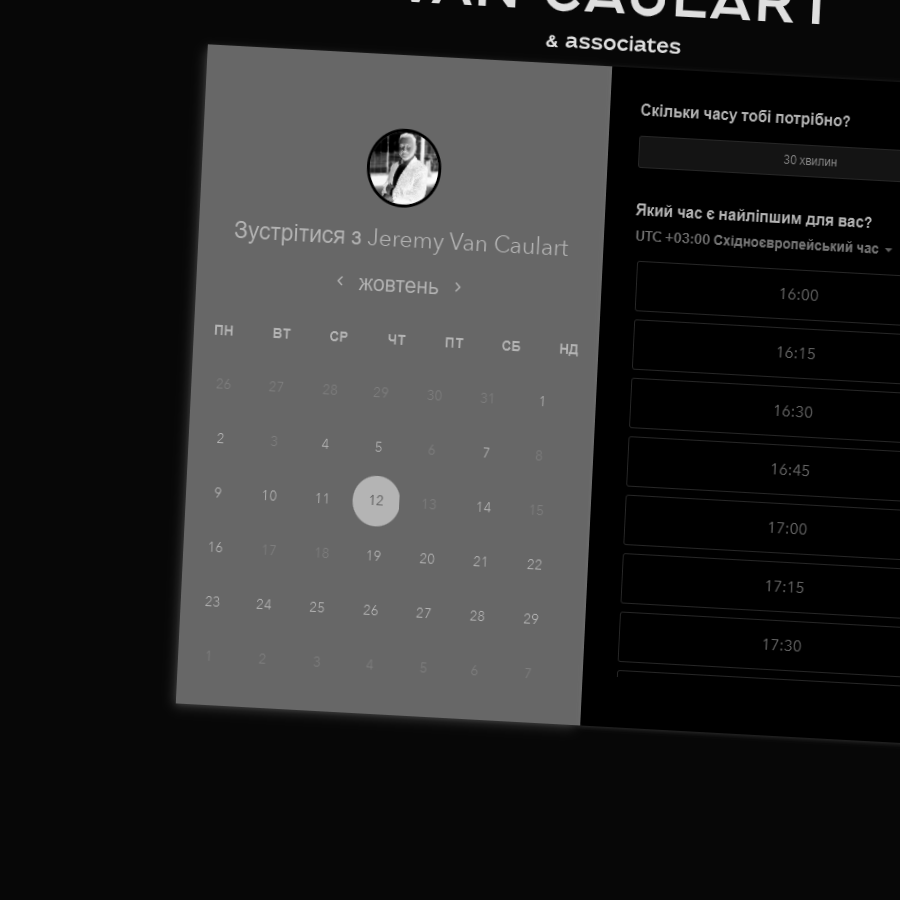 VAN CAULART
& associates
Зустрітися з Jeremy Van Caulart
‹ жовтень ›
ПН ВТ СР ЧТ ПТ СБ НД
26 27 28 29 30 31 1
2 3 4 5 6 7 8
9 10 11 12 13 14 15
16 17 18 19 20 21 22
23 24 25 26 27 28 29
1 2 3 4 5 6 7
Скільки часу тобі потрібно?
30 хвилин
Який час є найліпшим для вас?
UTC +03:00 Східноєвропейський час
16:00
16:15
16:30
16:45
17:00
17:15
17:30